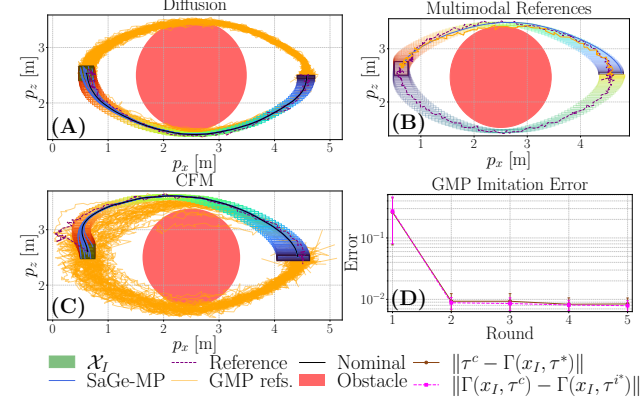 Diffusion
Multimodal References
p_z [m]
3
2
(A)
0 1 2 3 4 5
p_x [m]
p_z [m]
3
2
(B)
1 2 3 4
p_x [m]
CFM
GMP Imitation Error
p_z [m]
3
2
(C)
0 1 2 3 4 5
p_x [m]
Error
10⁻¹
10⁻²
(D)
1 2 3 4 5
Round
𝒳_I
Reference
Nominal
‖τ^c − Γ(x_I, τ^*)‖
SaGe-MP
GMP refs.
Obstacle
‖Γ(x_I, τ^c) − Γ(x_I, τ^{i*})‖